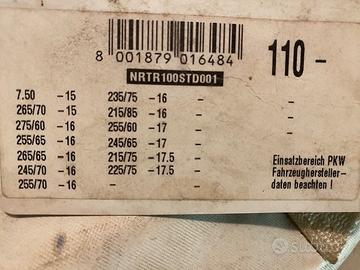 8 001879 016484
110-
NRTR100STD001
7.50 -15
265/70 -15
275/60 -16
255/65 -16
265/65 -16
245/70 -16
255/70 -16
235/75 -16
215/85 -16
255/60 -17
245/65 -17
215/75 -17.5
225/75 -17.5
- -
Einsatzbereich PKW
Fahrzeughersteller-
daten beachten !
subito